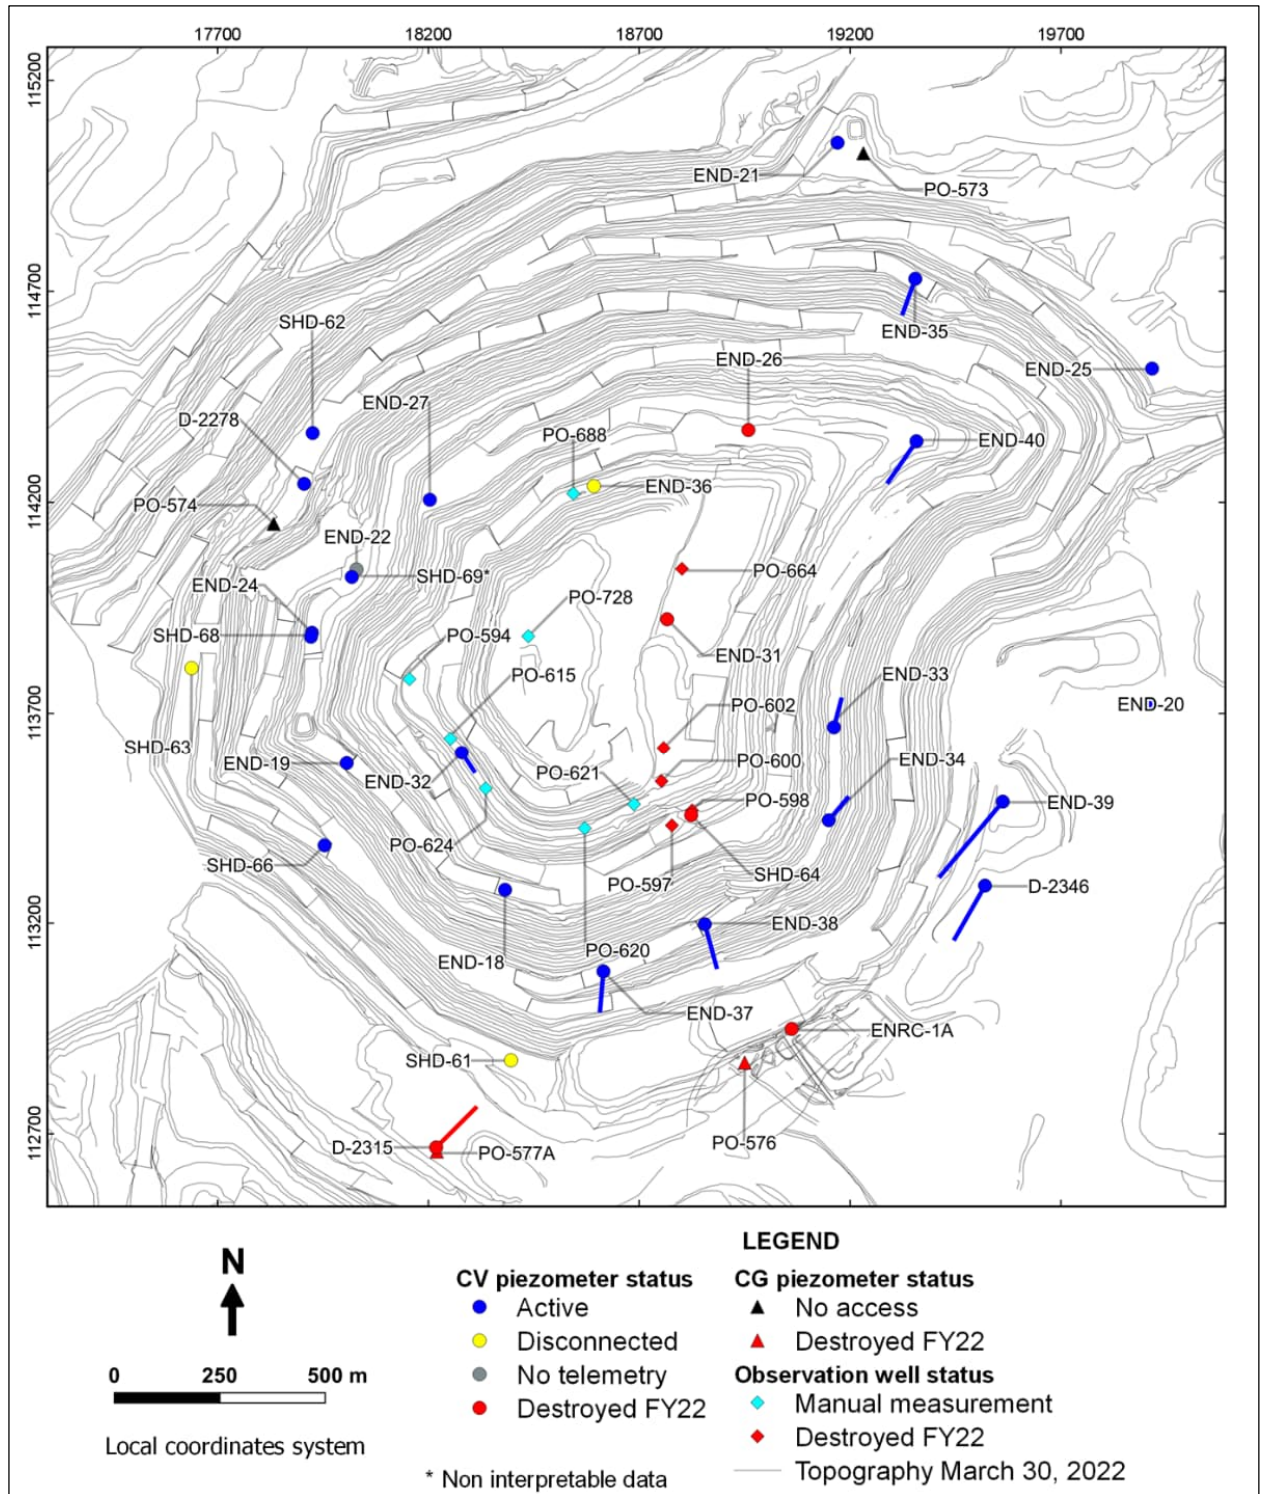 17700 18200 18700 19200 19700
115200
END-21
PO-573
114700
SHD-62
END-35
END-26
END-25
END-27
D-2278
PO-688
END-40
END-36
PO-574
114200
END-22
PO-664
SHD-69*
END-24
PO-728
SHD-68
PO-594
END-31
PO-615
END-33
PO-602
END-20
113700
SHD-63
END-19
END-34
PO-600
PO-621
END-32
PO-598
END-39
PO-624
SHD-66
SHD-64
PO-597
D-2346
113200
END-38
PO-620
END-18
END-37
ENRC-1A
SHD-61
112700
PO-576
D-2315
PO-577A
LEGEND
N
CV piezometer status
Active
Disconnected
No telemetry
Destroyed FY22
CG piezometer status
No access
Destroyed FY22
Observation well status
Manual measurement
Destroyed FY22
Topography March 30, 2022
0 250 500 m
Local coordinates system
* Non interpretable data